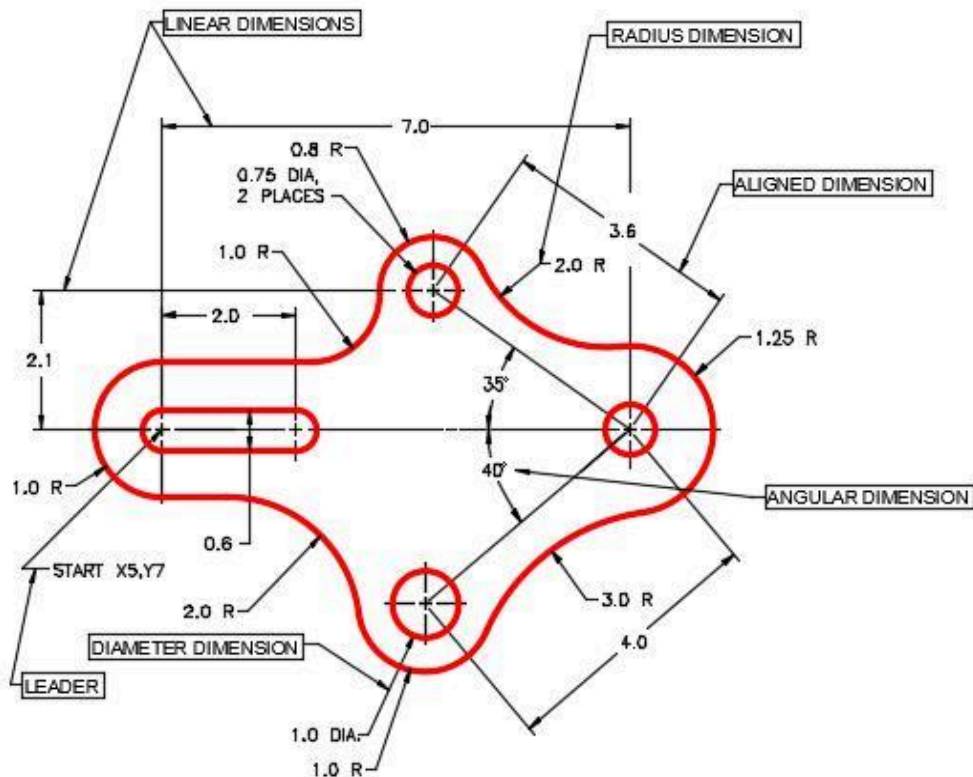 LINEAR DIMENSIONS
RADIUS DIMENSION
7.0
0.8 R
0.75 DIA,
2 PLACES
ALIGNED DIMENSION
3.6
1.0 R
2.0 R
2.0
1.25 R
2.1
35°
40°
1.0 R
ANGULAR DIMENSION
0.6
START X5,Y7
2.0 R
3.0 R
4.0
DIAMETER DIMENSION
LEADER
1.0 DIA.
1.0 R